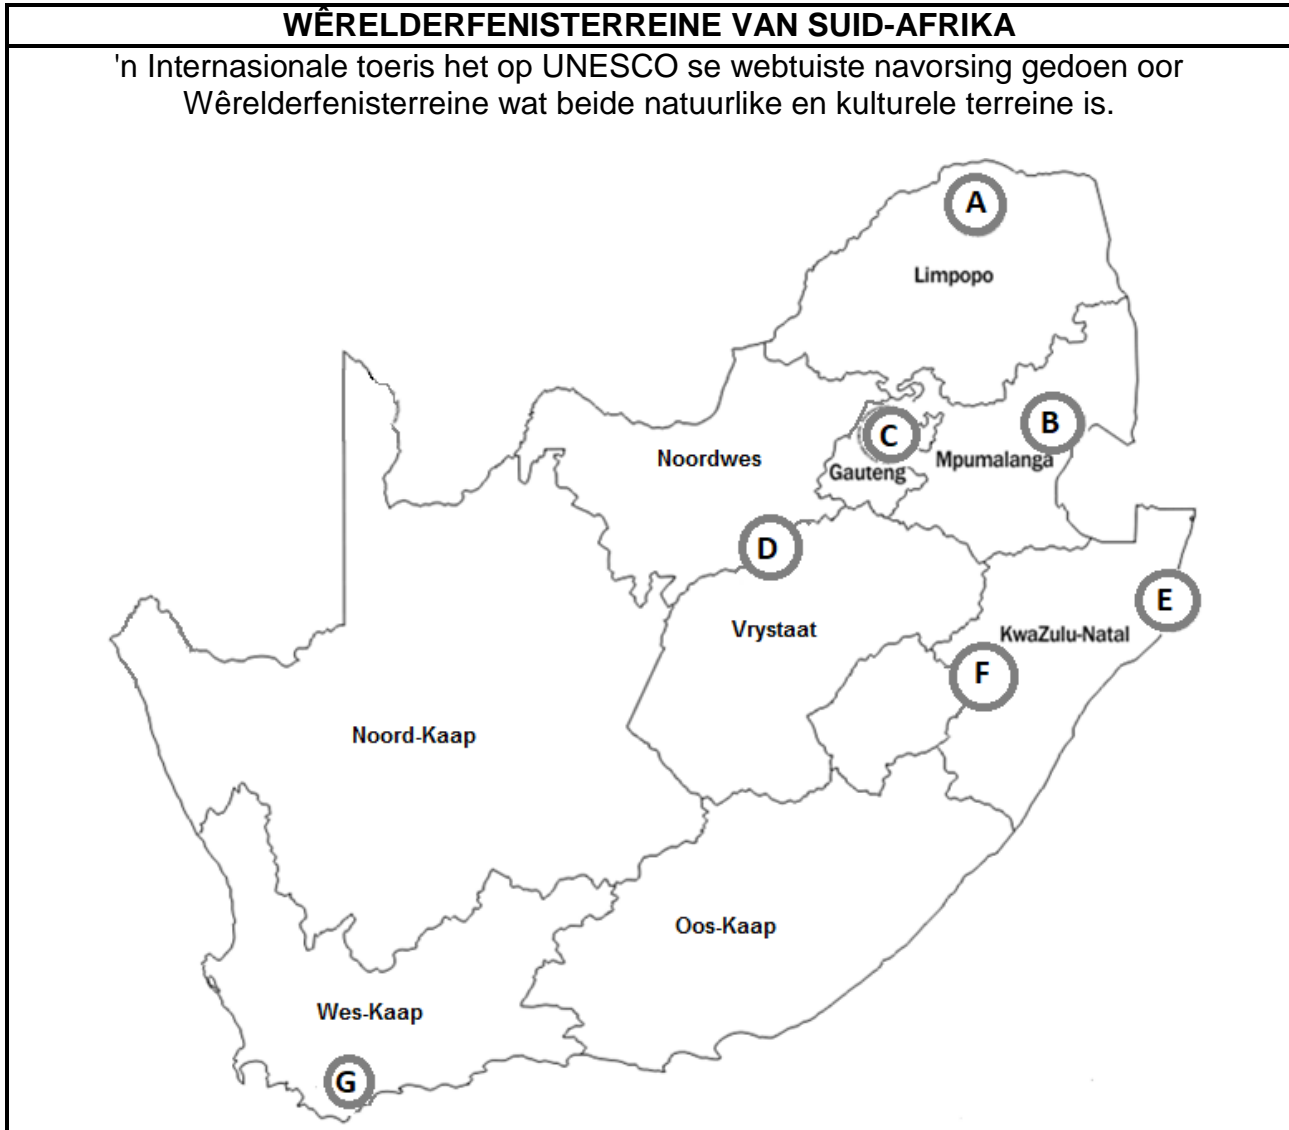 WÊRELDERFENISTERREINE VAN SUID-AFRIKA
'n Internasionale toeris het op UNESCO se webtuiste navorsing gedoen oor
Wêrelderfenisterreine wat beide natuurlike en kulturele terreine is.
A
Limpopo
B
C
Noordwes
Mpumalanga
Gauteng
D
E
Vrystaat
KwaZulu-Natal
F
Noord-Kaap
Oos-Kaap
Wes-Kaap
G